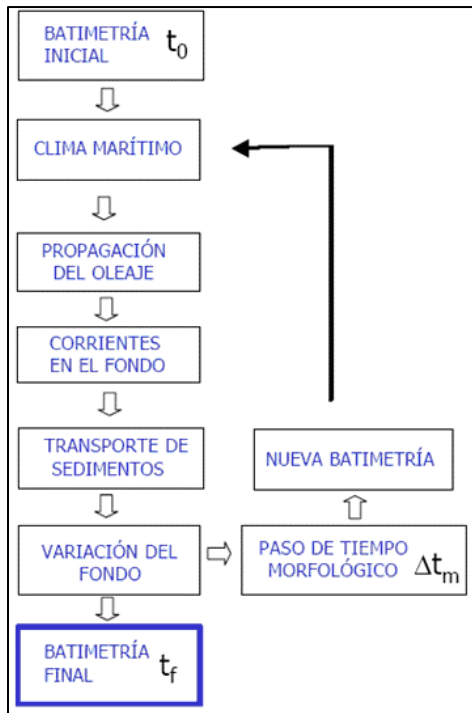 BATIMETRÍA
INICIAL t0
CLIMA MARÍTIMO
PROPAGACIÓN
DEL OLEAJE
CORRIENTES
EN EL FONDO
TRANSPORTE DE
SEDIMENTOS
NUEVA BATIMETRÍA
VARIACIÓN DEL
FONDO
PASO DE TIEMPO
MORFOLÓGICO Δtm
BATIMETRÍA
FINAL tf